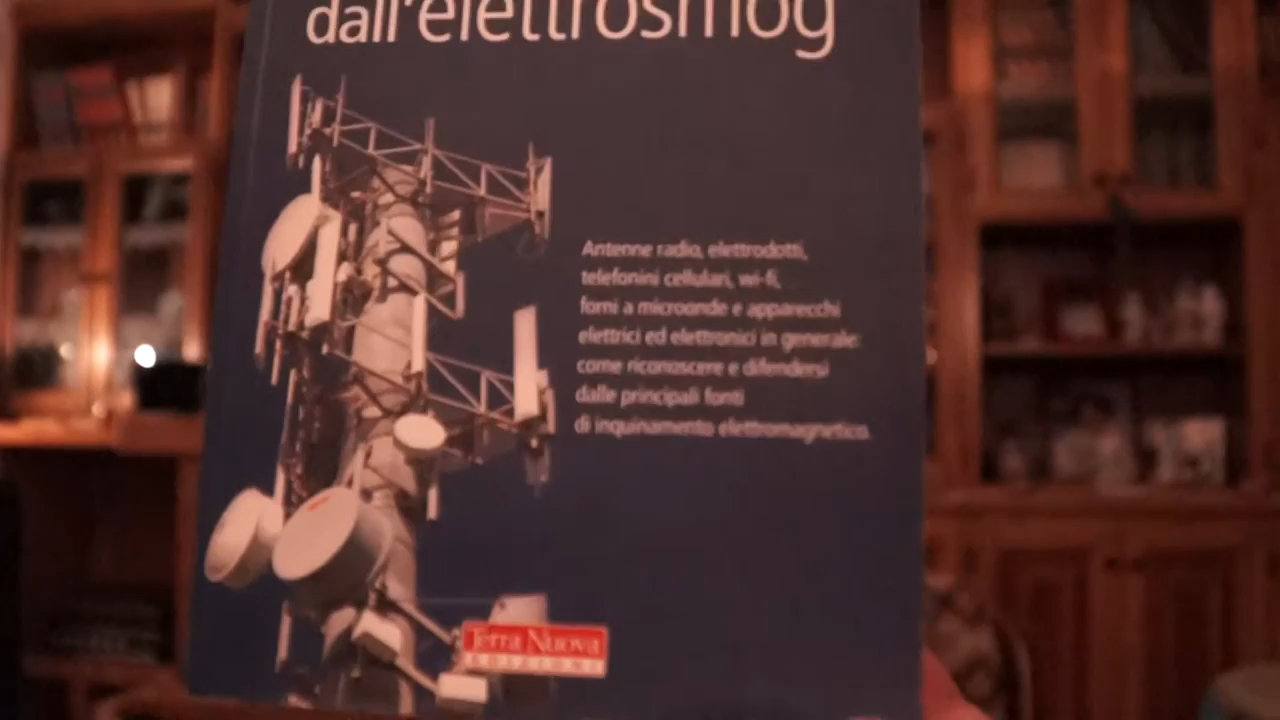 dall'elettrosmog
Antenne radio, elettrodotti,
telefonini cellulari, wi-fi,
forni a microonde e apparecchi
elettrici ed elettronici in generale:
come riconoscere e difendersi
dalle principali fonti
di inquinamento elettromagnetico.
Terra Nuova
EDIZIONI